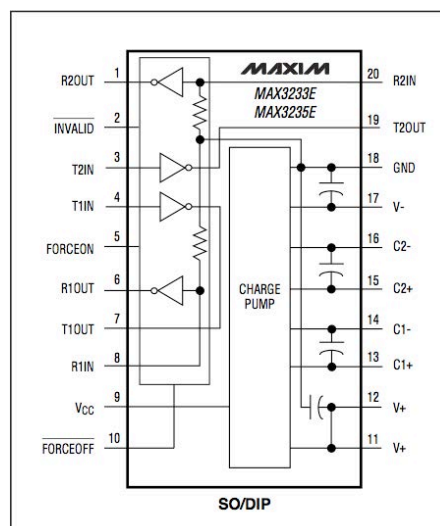 MAXIM
MAX3233E
MAX3235E
R2OUT 1
INVALID 2
T2IN 3
T1IN 4
FORCEON 5
R1OUT 6
T1OUT 7
R1IN 8
VCC 9
FORCEOFF 10
CHARGE
PUMP
20 R2IN
19 T2OUT
18 GND
17 V-
16 C2-
15 C2+
14 C1-
13 C1+
12 V+
11 V+
SO/DIP